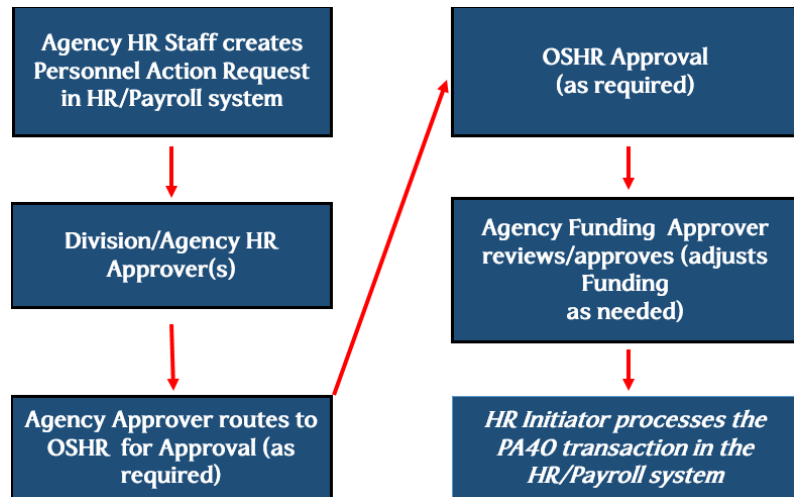 Agency HR Staff creates
Personnel Action Request
in HR/Payroll system
Division/Agency HR
Approver(s)
Agency Approver routes to
OSHR for Approval (as
required)
OSHR Approval
(as required)
Agency Funding Approver
reviews/approves (adjusts
Funding
as needed)
HR Initiator processes the
PA40 transaction in the
HR/Payroll system